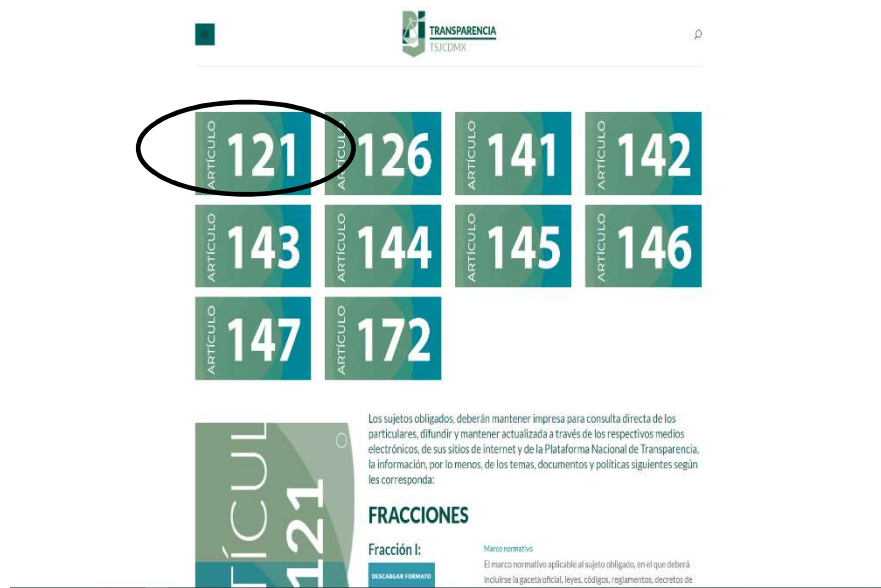 TRANSPARENCIA
TSJCDMX
ARTÍCULO 121
ARTÍCULO 126
ARTÍCULO 141
ARTÍCULO 142
ARTÍCULO 143
ARTÍCULO 144
ARTÍCULO 145
ARTÍCULO 146
ARTÍCULO 147
ARTÍCULO 172
Los sujetos obligados, deberán mantener impresa para consulta directa de los
particulares, difundir y mantener actualizada a través de los respectivos medios
electrónicos, de sus sitios de internet y de la Plataforma Nacional de Transparencia,
la información, por lo menos, de los temas, documentos y políticas siguientes según
les corresponda:
TÍCUL
121
FRACCIONES
Fracción I:
DESCARGAR FORMATO
Marco normativo
El marco normativo aplicable al sujeto obligado, en el que deberá
incluirse la gaceta oficial, leyes, códigos, reglamentos, decretos de